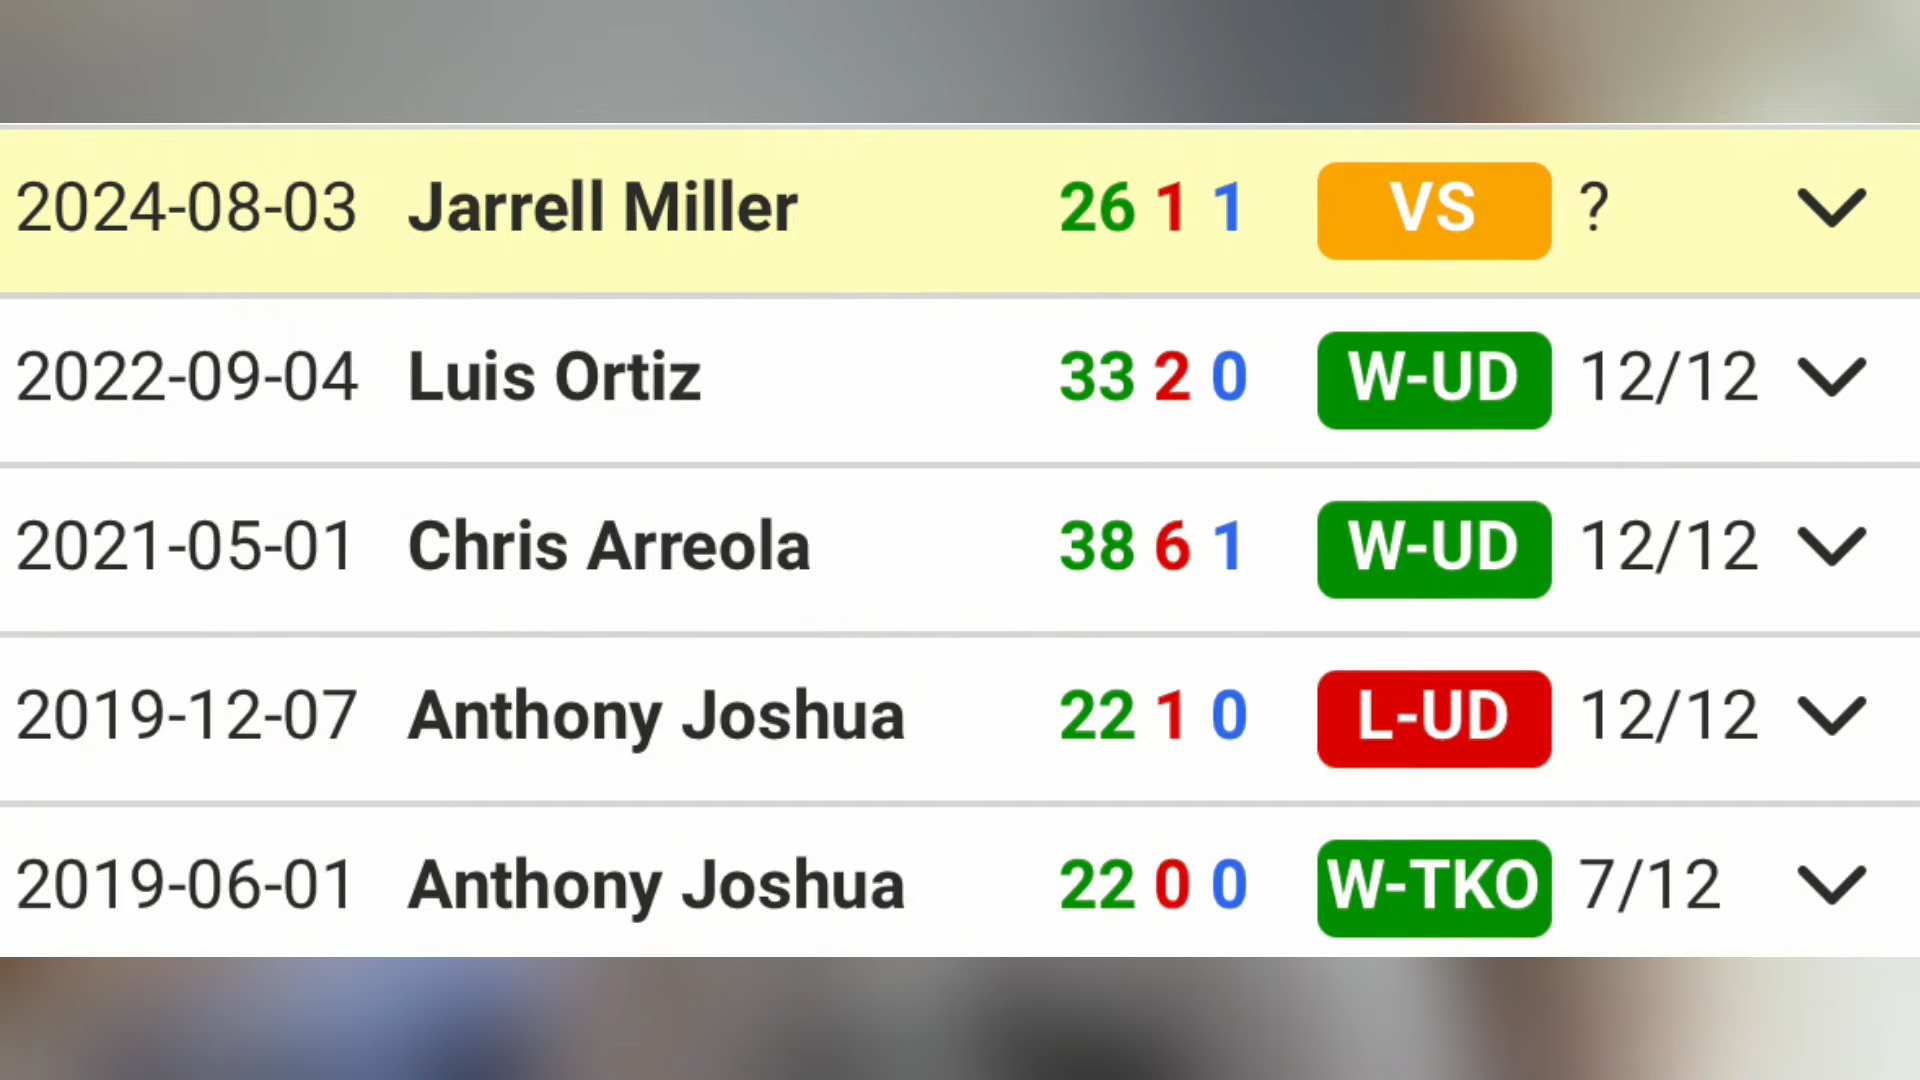 2024-08-03 Jarrell Miller 26 1 1 VS ?
2022-09-04 Luis Ortiz 33 2 0 W-UD 12/12
2021-05-01 Chris Arreola 38 6 1 W-UD 12/12
2019-12-07 Anthony Joshua 22 1 0 L-UD 12/12
2019-06-01 Anthony Joshua 22 0 0 W-TKO 7/12